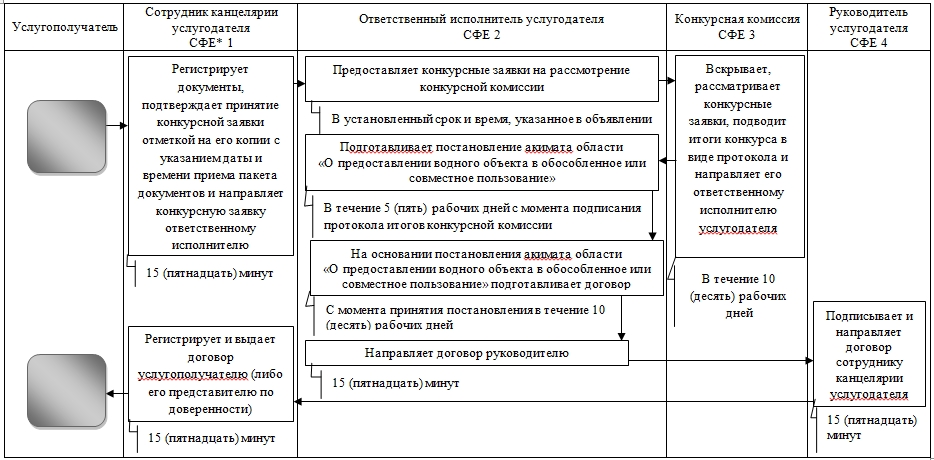 Услугополучатель
Сотрудник канцелярии
услугодателя
СФЕ* 1
Ответственный исполнитель услугодателя
СФЕ 2
Конкурсная комиссия
СФЕ 3
Руководитель
услугодателя
СФЕ 4
Регистрирует
документы,
подтверждает принятие
конкурсной заявки
отметкой на его копии с
указанием даты и
времени приема пакета
документов и направляет
конкурсную заявку
ответственному
исполнителю
15 (пятнадцать) минут
Предоставляет конкурсные заявки на рассмотрение
конкурсной комиссии
В установленный срок и время, указанное в объявлении
Вскрывает,
рассматривает
конкурсные
заявки, подводит
итоги конкурса в
виде протокола и
направляет его
ответственному
исполнителю
услугодателя
В течение 10
(десять) рабочих
дней
Подготавливает постановление акимата области
«О предоставлении водного объекта в обособленное или
совместное пользование»
В течение 5 (пять) рабочих дней с момента подписания
протокола итогов конкурсной комиссии
На основании постановления акимата области
«О предоставлении водного объекта в обособленное или
совместное пользование» подготавливает договор
С момента принятия постановления в течение 10
(десять) рабочих дней
Направляет договор руководителю
15 (пятнадцать) минут
Подписывает и
направляет
договор
сотруднику
канцелярии
услугодателя
15 (пятнадцать)
минут
Регистрирует и выдает
договор
услугополучателю (либо
его представителю по
доверенности)
15 (пятнадцать) минут